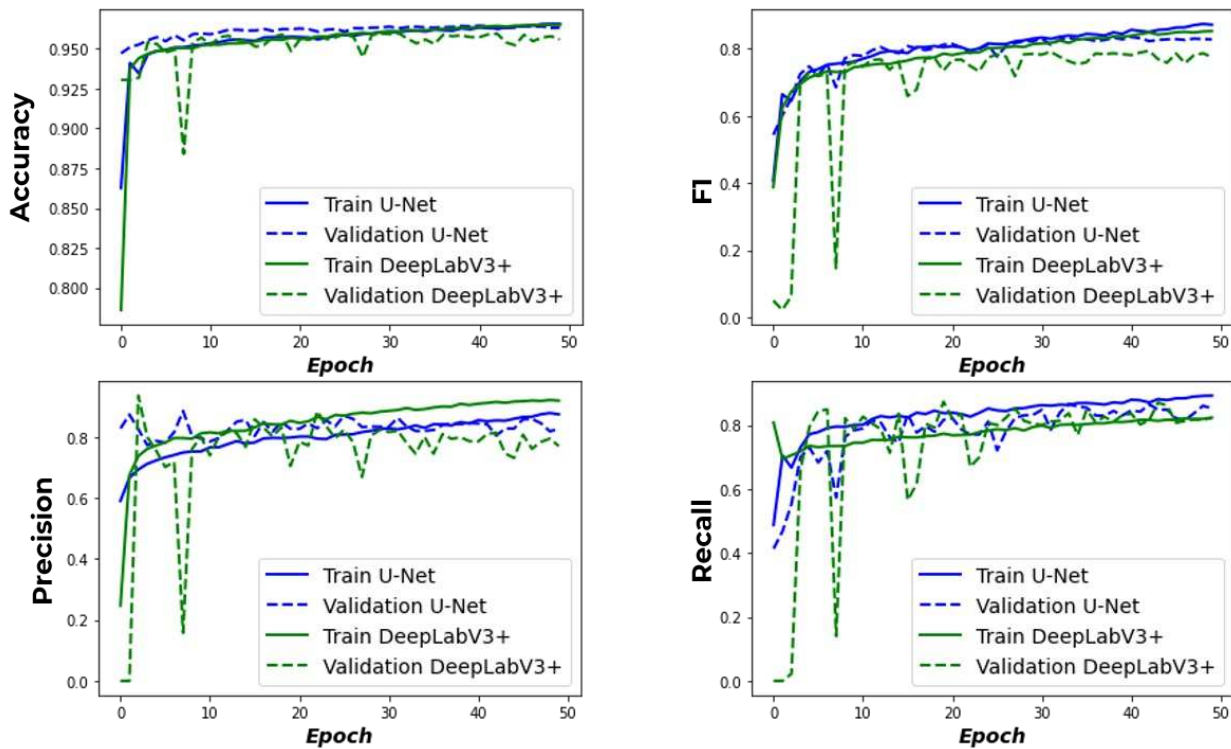 Accuracy
0.950
0.925
0.900
0.875
0.850
0.825
0.800
Train U-Net
Validation U-Net
Train DeepLabV3+
Validation DeepLabV3+
0 10 20 30 40 50
Epoch
F1
0.8
0.6
0.4
0.2
0.0
Train U-Net
Validation U-Net
Train DeepLabV3+
Validation DeepLabV3+
0 10 20 30 40 50
Epoch
Precision
0.8
0.6
0.4
0.2
0.0
Train U-Net
Validation U-Net
Train DeepLabV3+
Validation DeepLabV3+
0 10 20 30 40 50
Epoch
Recall
0.8
0.6
0.4
0.2
0.0
Train U-Net
Validation U-Net
Train DeepLabV3+
Validation DeepLabV3+
0 10 20 30 40 50
Epoch